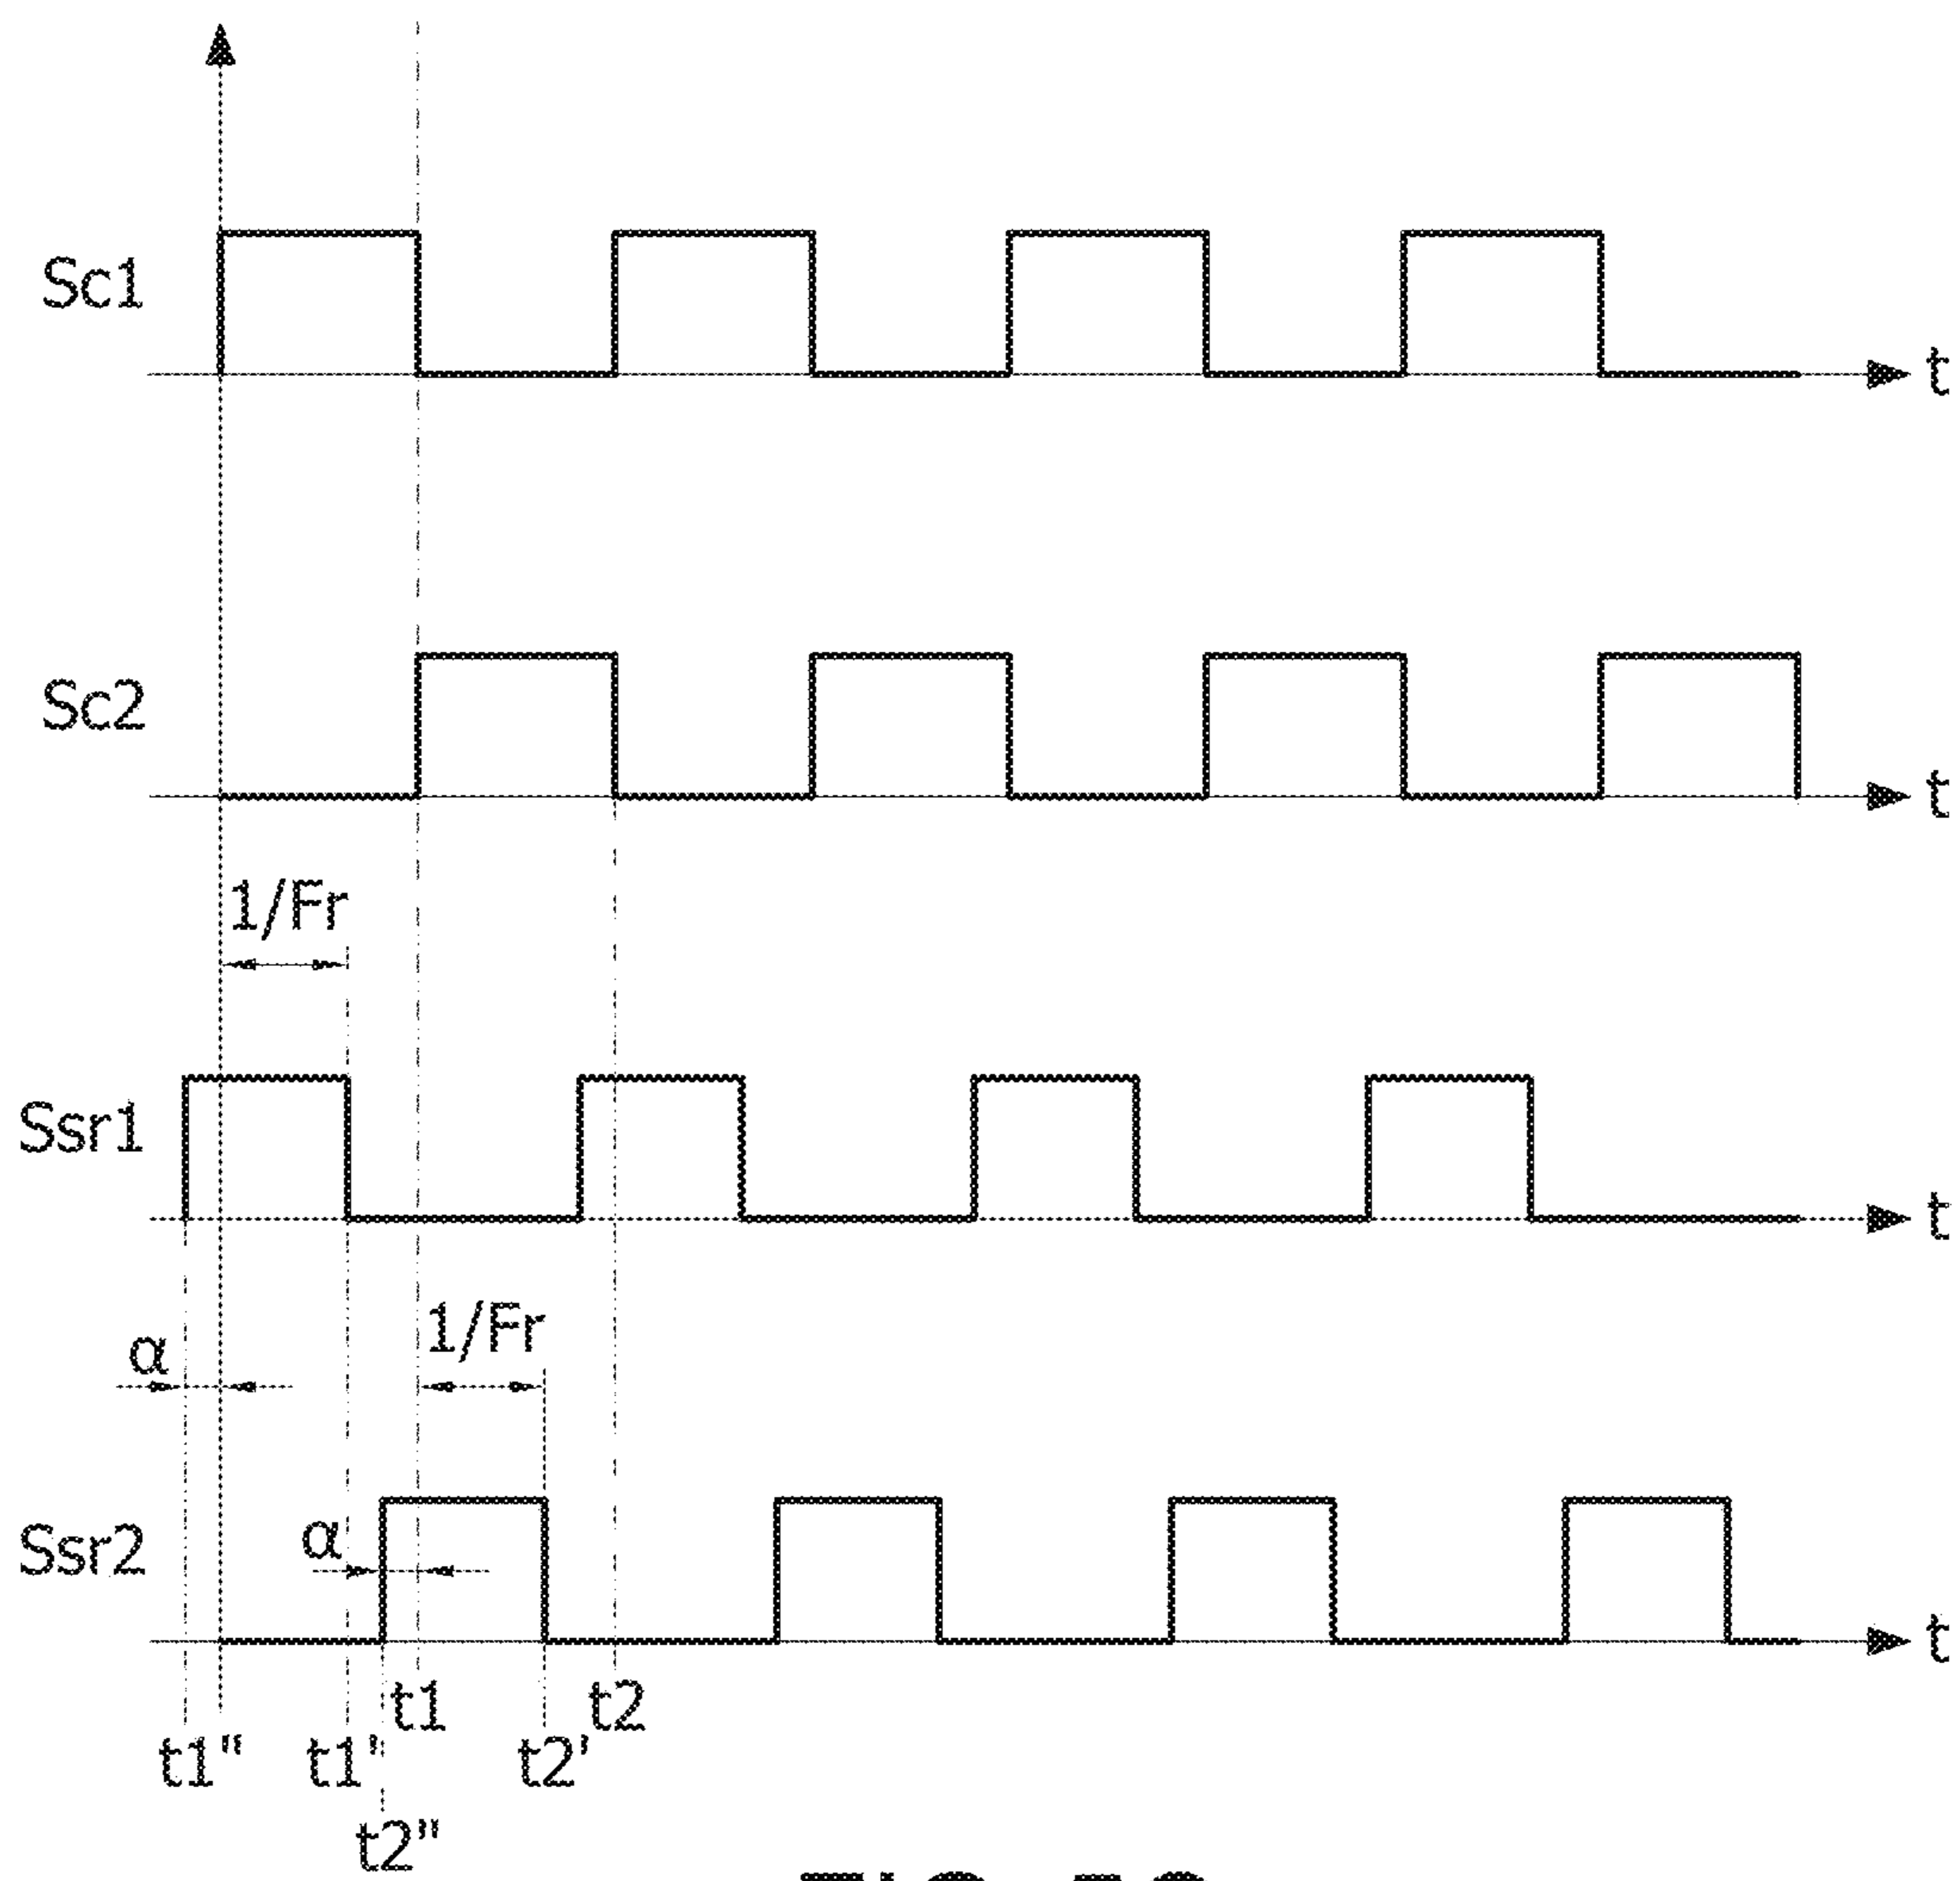 Sc1
t
Sc2
t
1/Fr
Ssr1
t
α
1/Fr
Ssr2
α
t
t1
t2
t1"
t1'
t2'
t2"